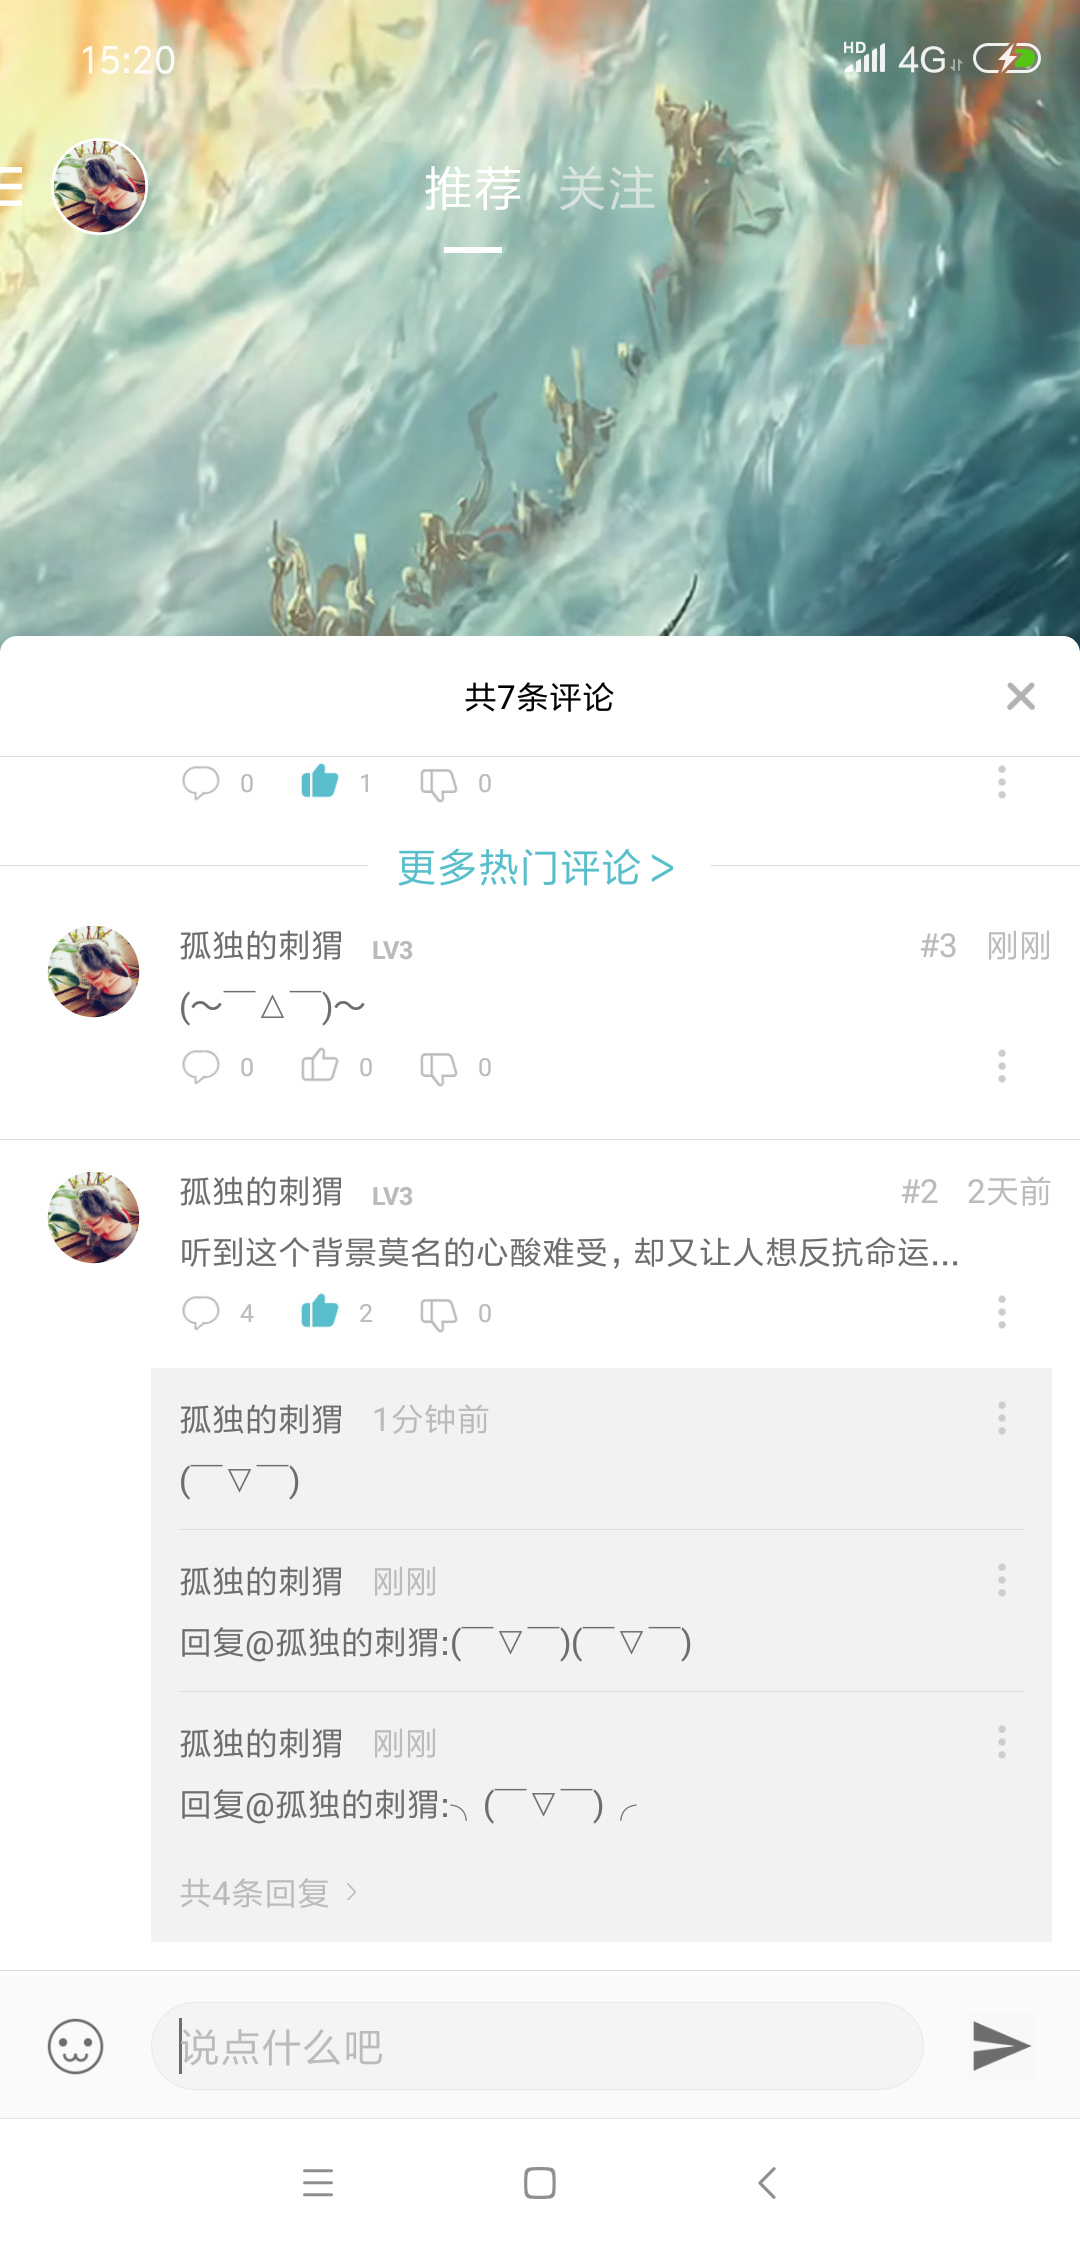 15:20
HD 4G
推荐 关注
共7条评论
0 1 0
更多热门评论>
孤独的刺猬 LV3 #3 刚刚
(～￣△￣)～
0 0 0
孤独的刺猬 LV3 #2 2天前
听到这个背景莫名的心酸难受,却又让人想反抗命运...
4 2 0
孤独的刺猬 1分钟前
(￣▽￣)
孤独的刺猬 刚刚
回复@孤独的刺猬:(￣▽￣)(￣▽￣)
孤独的刺猬 刚刚
回复@孤独的刺猬:╮(￣▽￣)╭
共4条回复 >
说点什么吧